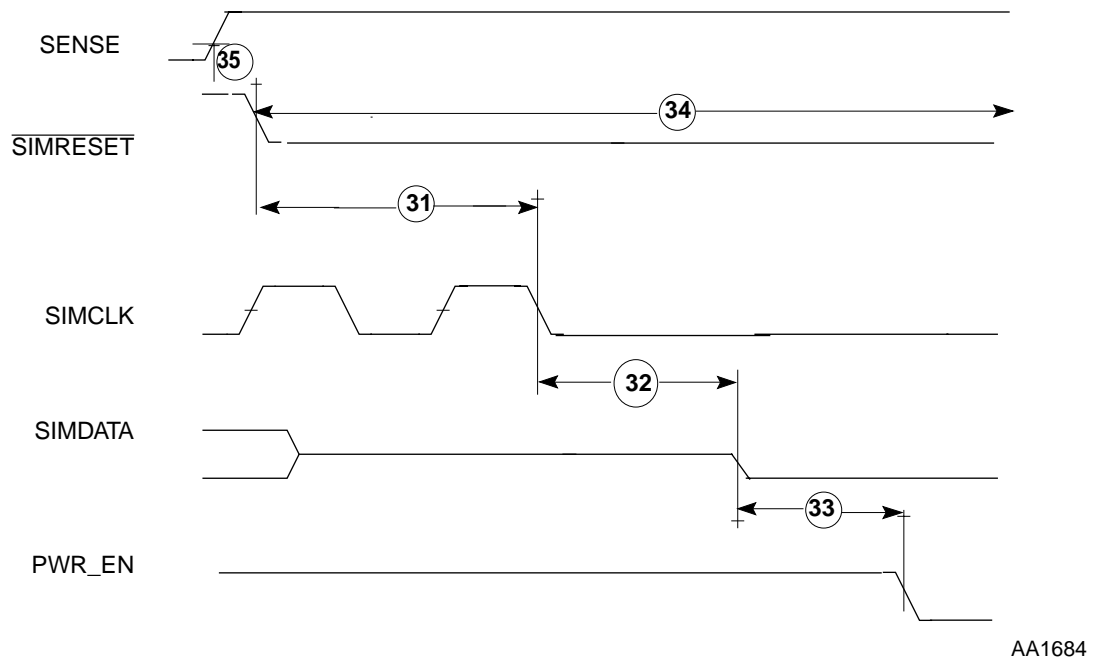 SENSE
35
34
SIMRESET
31
SIMCLK
32
SIMDATA
33
PWR_EN
AA1684